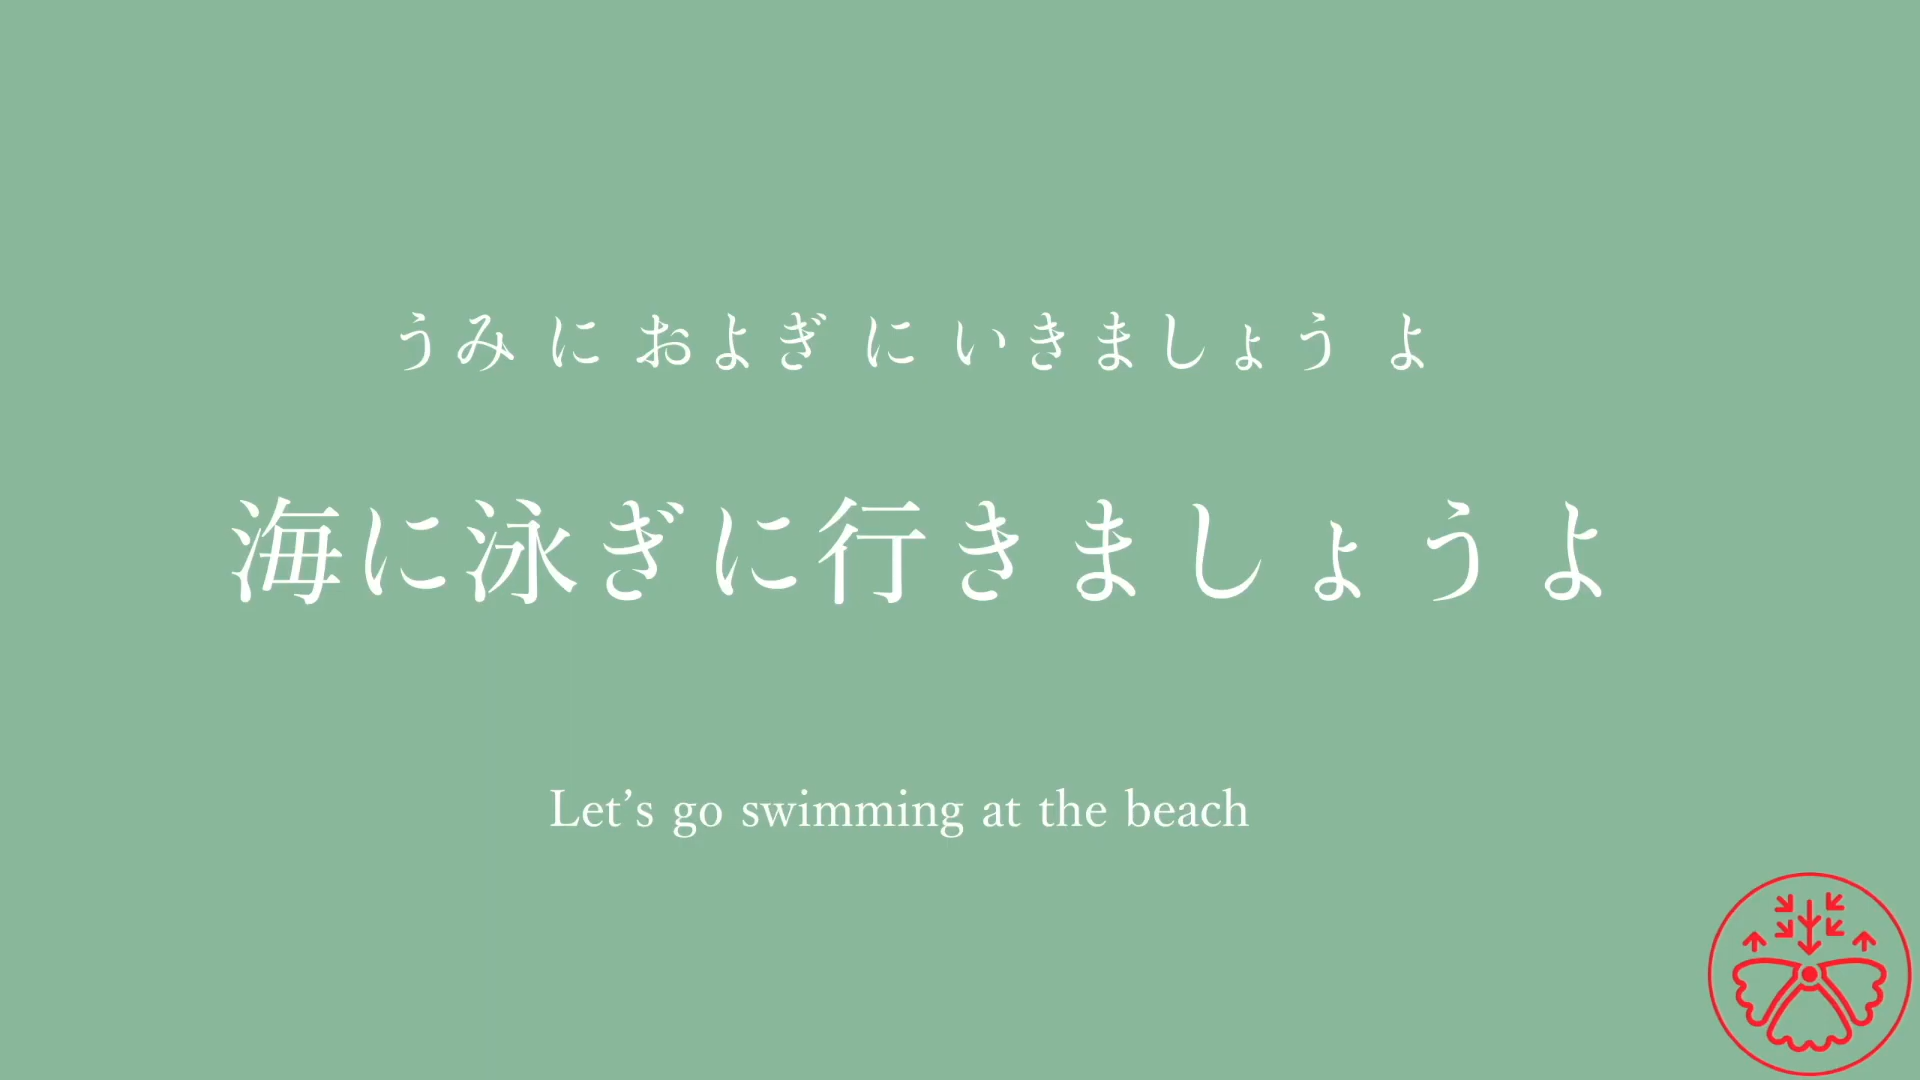 うみ に およぎ に いきましょう よ
海に泳ぎに行きましょうよ
Let’s go swimming at the beach